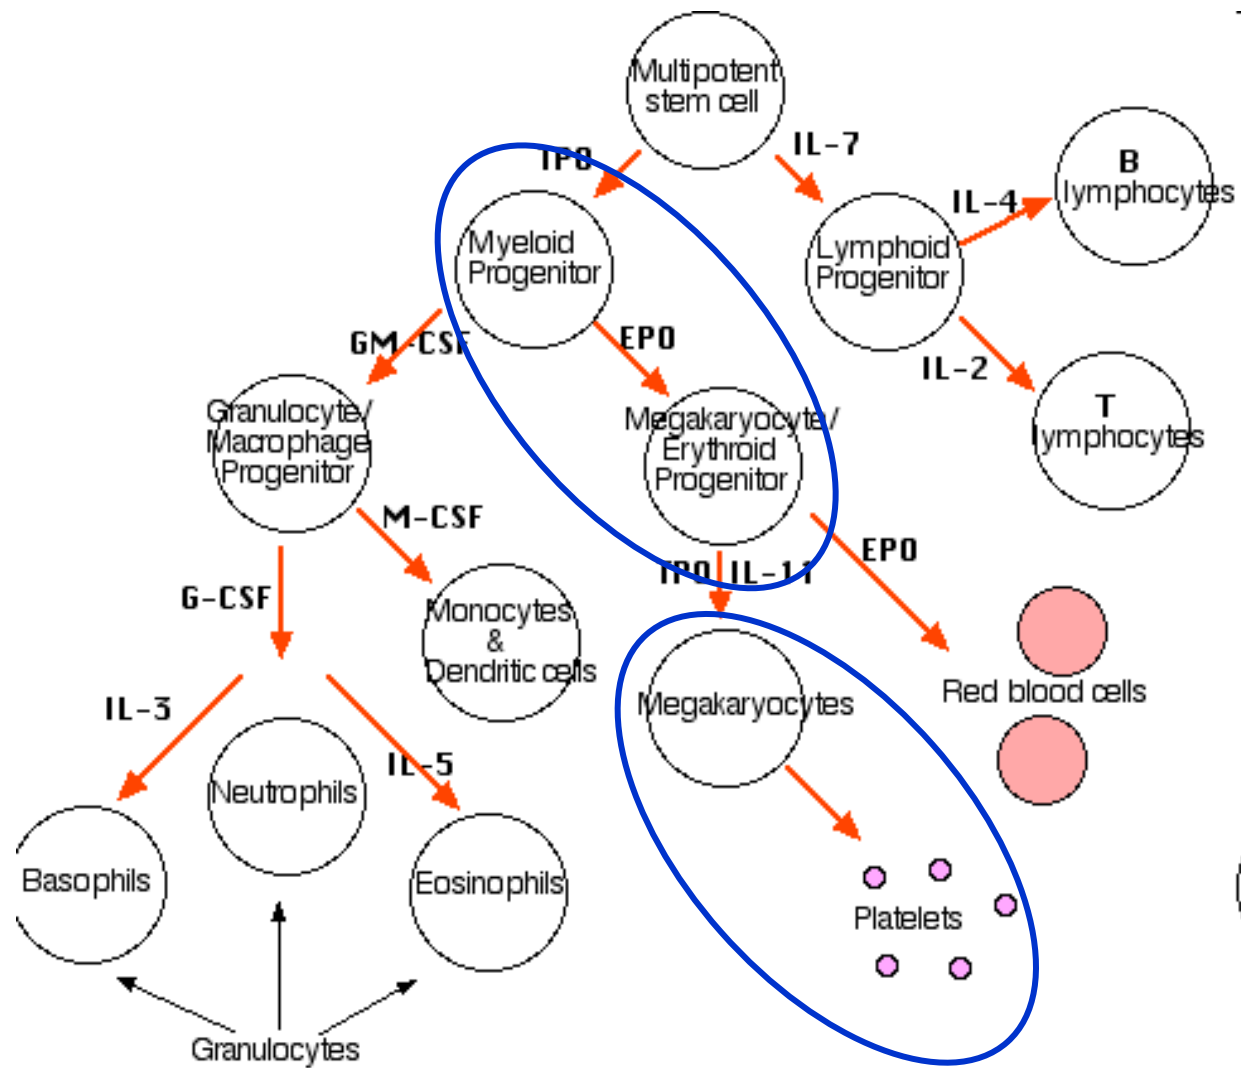 Multipotent
stem cell
TPO
IL-7
B
lymphocytes
IL-4
Myeloid
Progenitor
Lymphoid
Progenitor
GM-CSF
EPO
IL-2
T
lymphocytes
Granulocyte/
Macrophage
Progenitor
Megakaryocyte/
Erythroid
Progenitor
M-CSF
EPO
TPO IL-11
G-CSF
Monocytes
&
Dendritic cells
Red blood cells
IL-3
Megakaryocytes
IL-5
Neutrophils
Basophils
Eosinophils
Platelets
Granulocytes